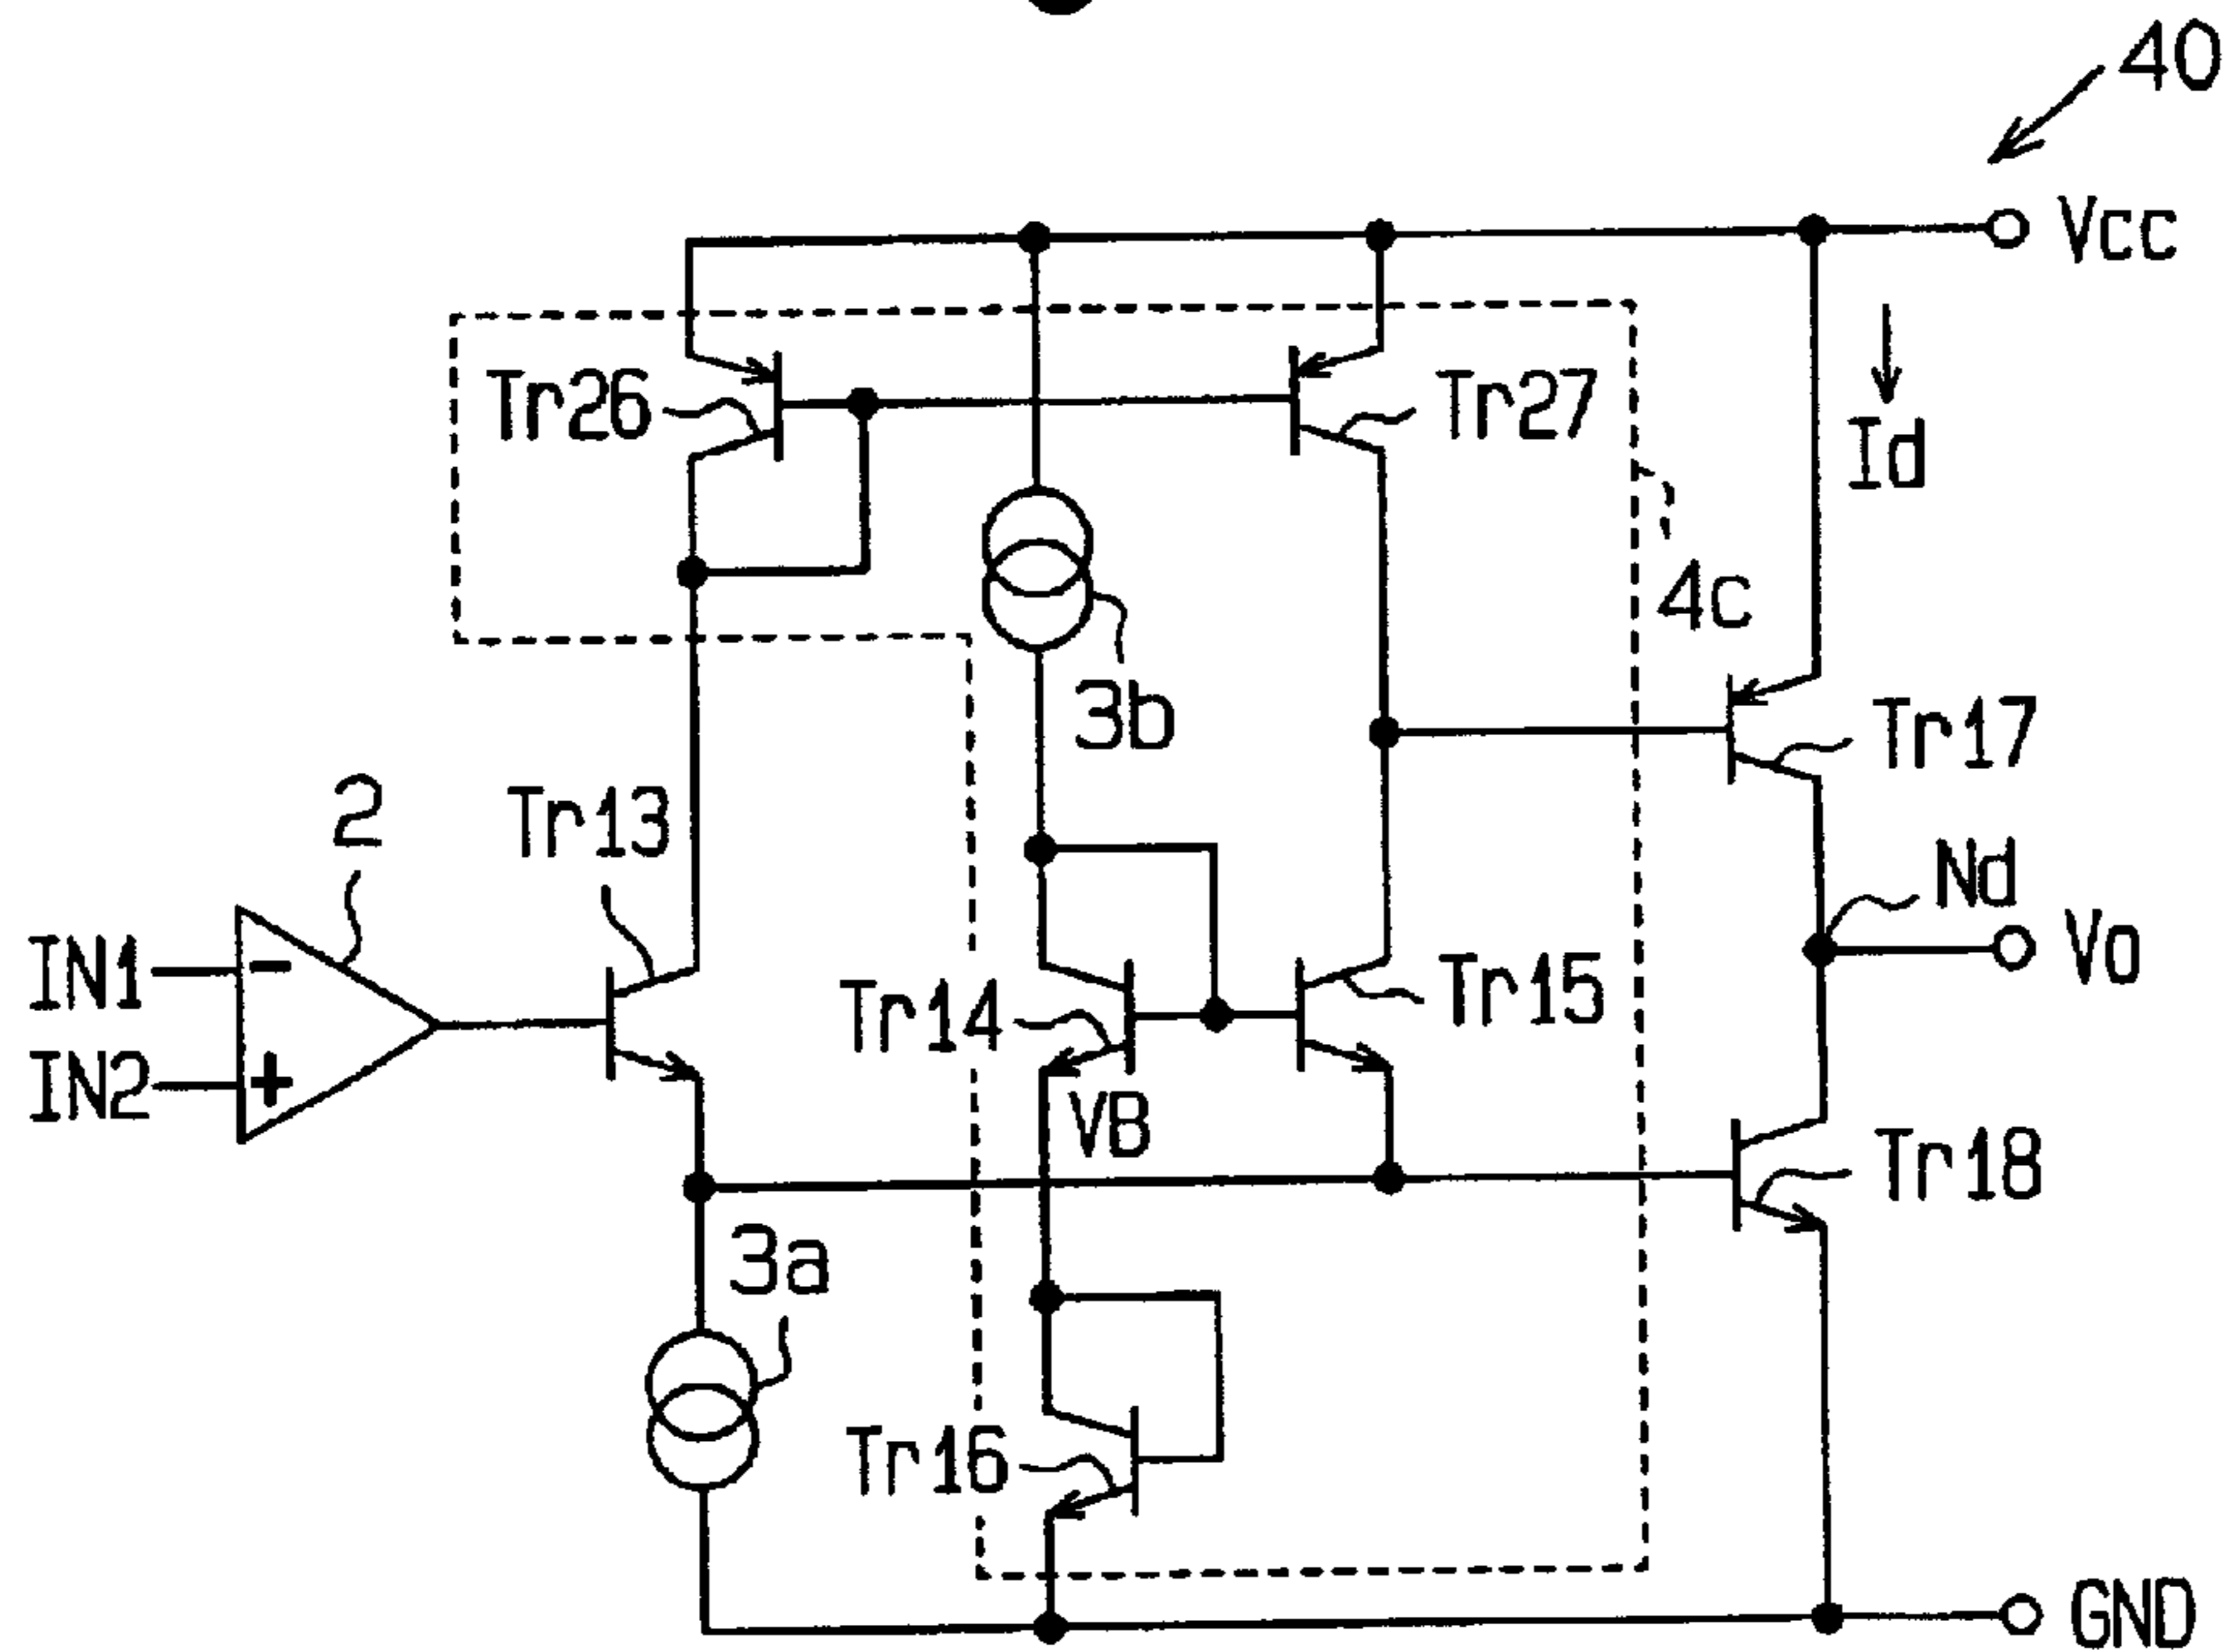 40
Vcc
Tr26
Tr27
Id
4c
3b
Tr17
2
Tr13
Nd
Vo
IN1
-
Tr14
Tr15
IN2
+
VB
Tr18
3a
Tr16
GND